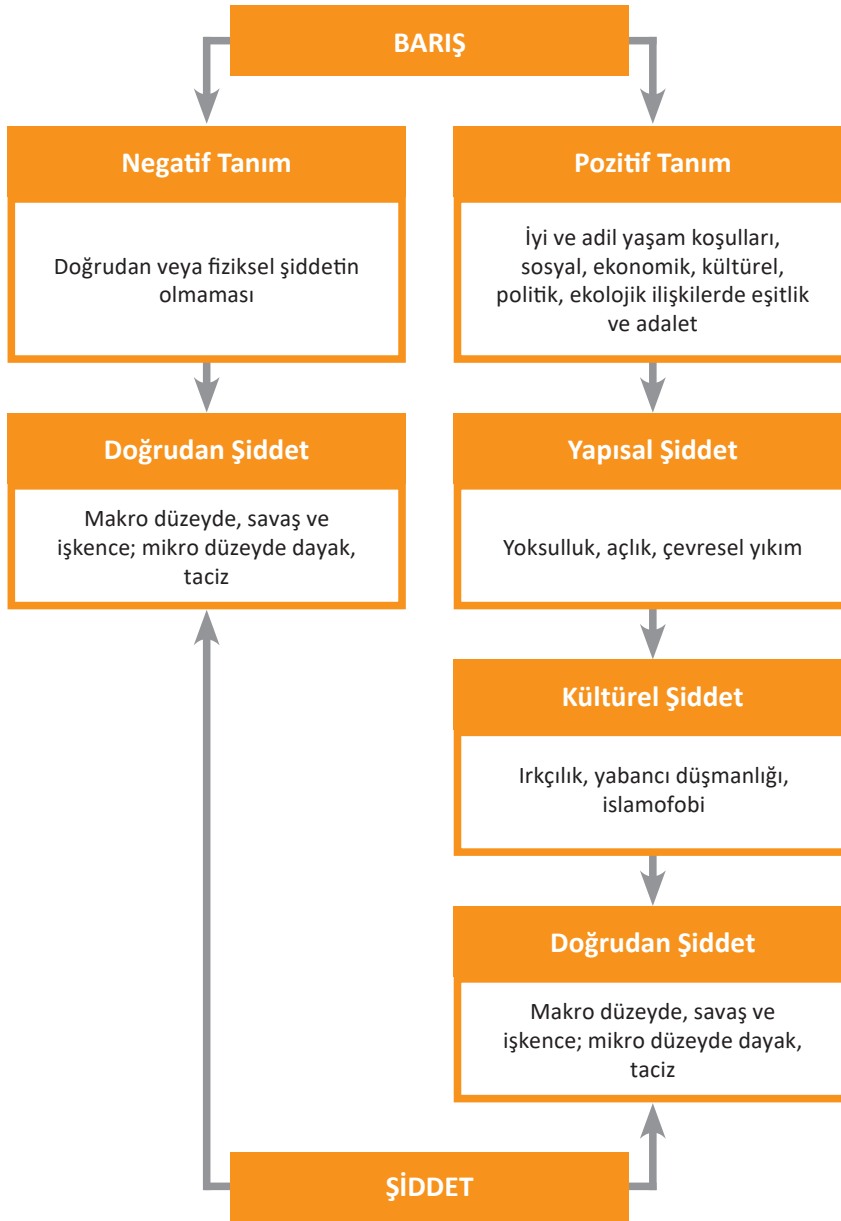 BARIŞ
Negatif Tanım
Doğrudan veya fiziksel şiddetin
olmaması
Doğrudan Şiddet
Makro düzeyde, savaş ve
işkence; mikro düzeyde dayak,
taciz
Pozitif Tanım
İyi ve adil yaşam koşulları,
sosyal, ekonomik, kültürel,
politik, ekolojik ilişkilerde eşitlik
ve adalet
Yapısal Şiddet
Yoksulluk, açlık, çevresel yıkım
Kültürel Şiddet
Irkçılık, yabancı düşmanlığı,
islamofobi
Doğrudan Şiddet
Makro düzeyde, savaş ve
işkence; mikro düzeyde dayak,
taciz
ŞİDDET